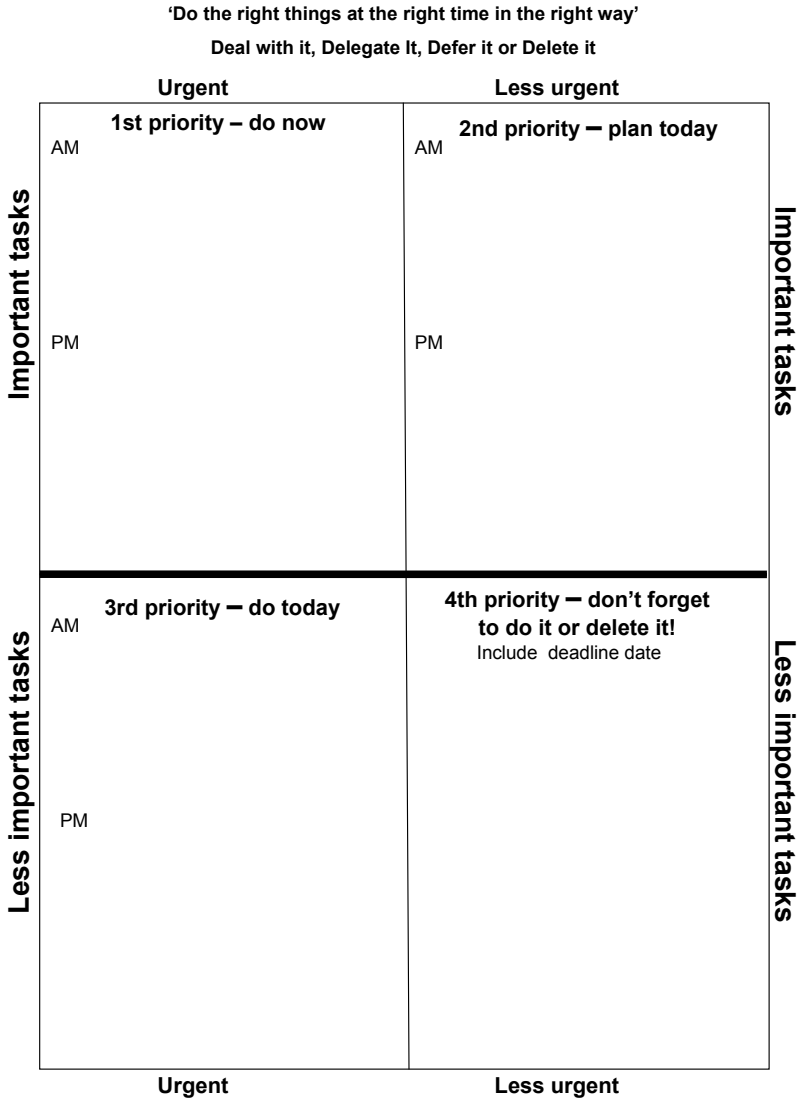 ‘Do the right things at the right time in the right way’
Deal with it, Delegate It, Defer it or Delete it
Urgent
Less urgent
1st priority – do now
AM
PM
2nd priority – plan today
AM
PM
Important tasks
Important tasks
3rd priority – do today
AM
PM
4th priority – don’t forget
to do it or delete it!
Include deadline date
Less important tasks
Less important tasks
Urgent
Less urgent